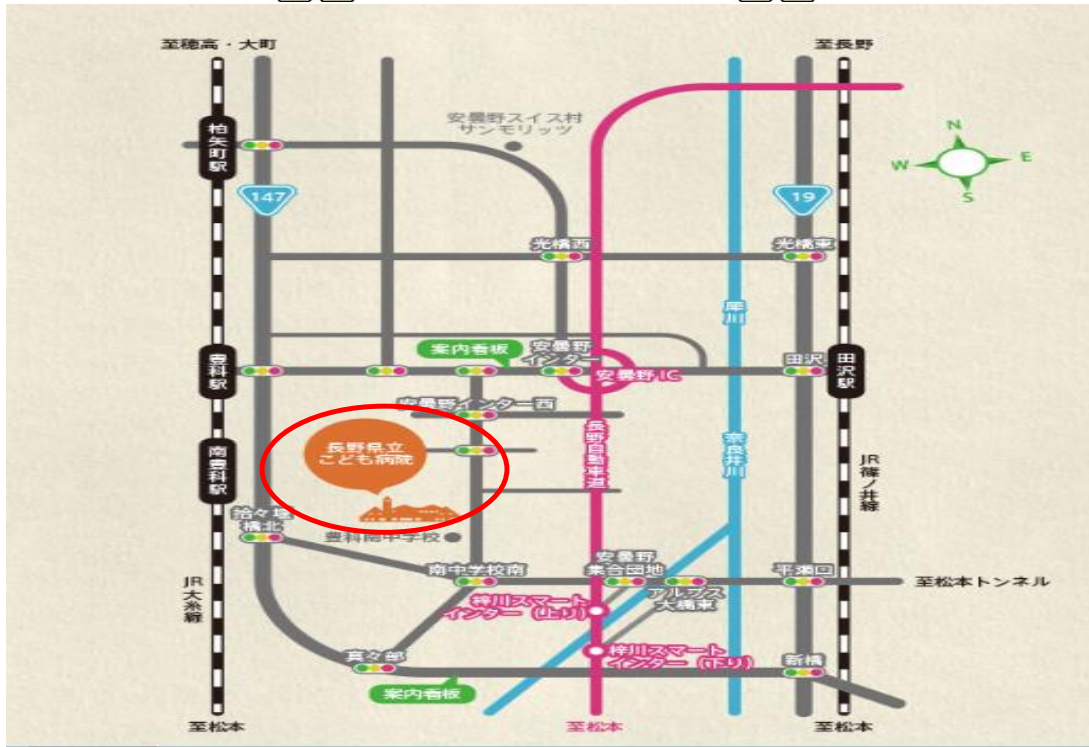 至穂高・大町
至長野
安曇野スイス村
サンモリッツ
柏矢町駅
N
W
E
S
147
19
光橋西
光橋東
犀川
案内看板
安曇野
インター
豊科駅
安曇野IC
田沢
田沢駅
安曇野インター西
長野県立
こども病院
長野自動車道
奈良井川
南豊科駅
JR篠ノ井線
拾々堰
橋北
豊科南中学校
南中学校南
安曇野
集合団地
平瀬口
至松本トンネル
JR大糸線
梓川スマート
インター(上り)
アルプス
大橋東
真々部
梓川スマート
インター(下り)
新橋
案内看板
至松本
至松本
至松本